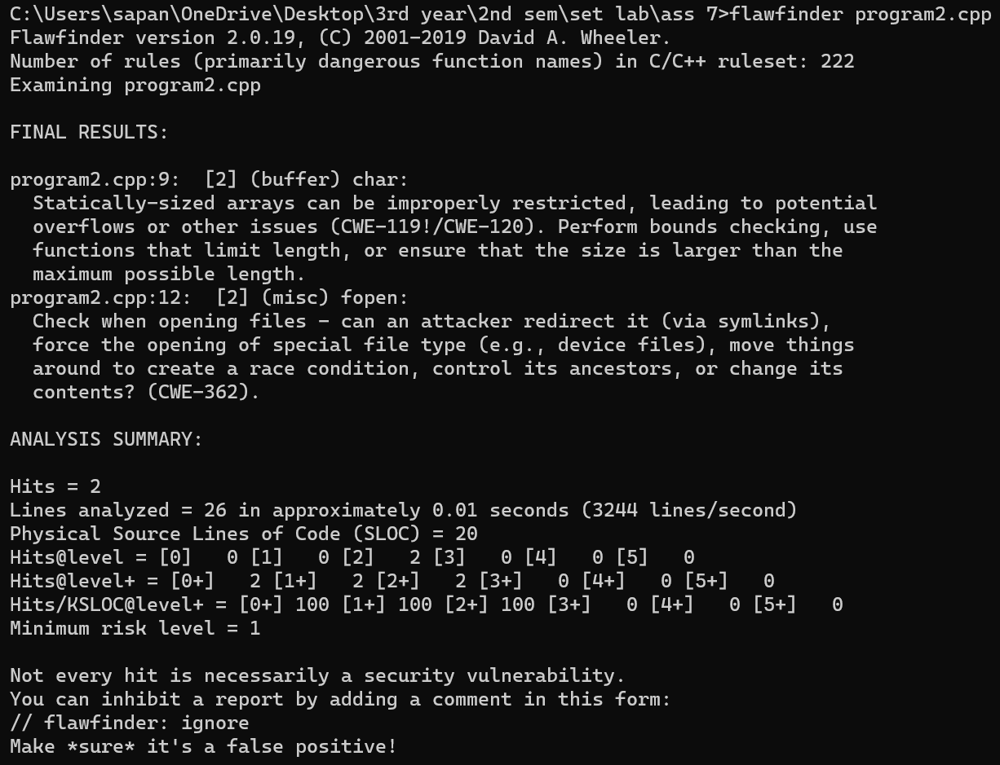 C:\Users\sapan\OneDrive\Desktop\3rd year\2nd sem\set lab\ass 7>flawfinder program2.cpp
Flawfinder version 2.0.19, (C) 2001-2019 David A. Wheeler.
Number of rules (primarily dangerous function names) in C/C++ ruleset: 222
Examining program2.cpp

FINAL RESULTS:

program2.cpp:9:  [2] (buffer) char:
  Statically-sized arrays can be improperly restricted, leading to potential
  overflows or other issues (CWE-119!/CWE-120). Perform bounds checking, use
  functions that limit length, or ensure that the size is larger than the
  maximum possible length.
program2.cpp:12:  [2] (misc) fopen:
  Check when opening files - can an attacker redirect it (via symlinks),
  force the opening of special file type (e.g., device files), move things
  around to create a race condition, control its ancestors, or change its
  contents? (CWE-362).

ANALYSIS SUMMARY:

Hits = 2
Lines analyzed = 26 in approximately 0.01 seconds (3244 lines/second)
Physical Source Lines of Code (SLOC) = 20
Hits@level = [0]   0 [1]   0 [2]   2 [3]   0 [4]   0 [5]   0
Hits@level+ = [0+]   2 [1+]   2 [2+]   2 [3+]   0 [4+]   0 [5+]   0
Hits/KSLOC@level+ = [0+] 100 [1+] 100 [2+] 100 [3+]   0 [4+]   0 [5+]   0
Minimum risk level = 1

Not every hit is necessarily a security vulnerability.
You can inhibit a report by adding a comment in this form:
// flawfinder: ignore
Make *sure* it's a false positive!